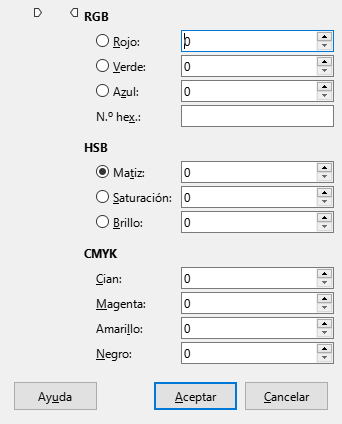 RGB
Rojo: 0
Verde: 0
Azul: 0
N.º hex.:
HSB
Matiz: 0
Saturación: 0
Brillo: 0
CMYK
Cian: 0
Magenta: 0
Amarillo: 0
Negro: 0
Ayuda Aceptar Cancelar